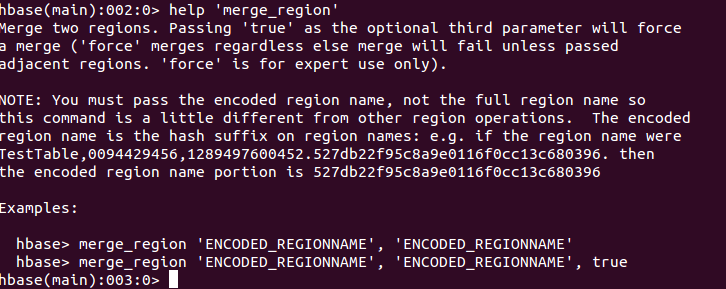 hbase(main):002:0> help 'merge_region'
Merge two regions. Passing 'true' as the optional third parameter will force
a merge ('force' merges regardless else merge will fail unless passed
adjacent regions. 'force' is for expert use only).
NOTE: You must pass the encoded region name, not the full region name so
this command is a little different from other region operations.  The encoded
region name is the hash suffix on region names: e.g. if the region name were
TestTable,0094429456,1289497600452.527db22f95c8a9e0116f0cc13c680396. then
the encoded region name portion is 527db22f95c8a9e0116f0cc13c680396
Examples:
  hbase> merge_region 'ENCODED_REGIONNAME', 'ENCODED_REGIONNAME'
  hbase> merge_region 'ENCODED_REGIONNAME', 'ENCODED_REGIONNAME', true
hbase(main):003:0>